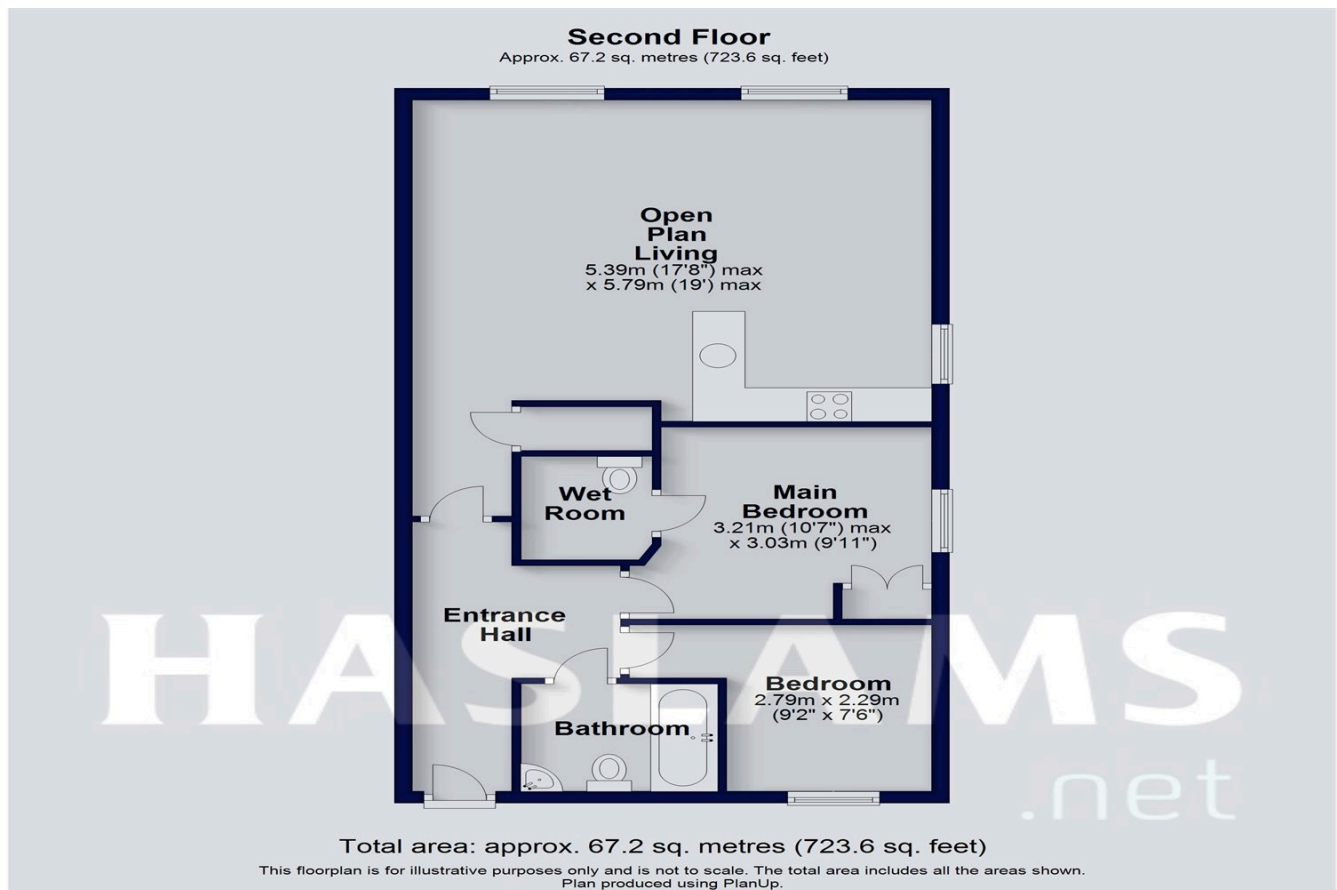 Second Floor
Approx. 67.2 sq. metres (723.6 sq. feet)
Open
Plan
Living
5.39m (17'8") max
x 5.79m (19') max
Wet
Room
Main
Bedroom
3.21m (10'7") max
x 3.03m (9'11")
Entrance
Hall
HASLAMS
.net
Bedroom
2.79m x 2.29m
(9'2" x 7'6")
Bathroom
Total area: approx. 67.2 sq. metres (723.6 sq. feet)
This floorplan is for illustrative purposes only and is not to scale. The total area includes all the areas shown.
Plan produced using PlanUp.